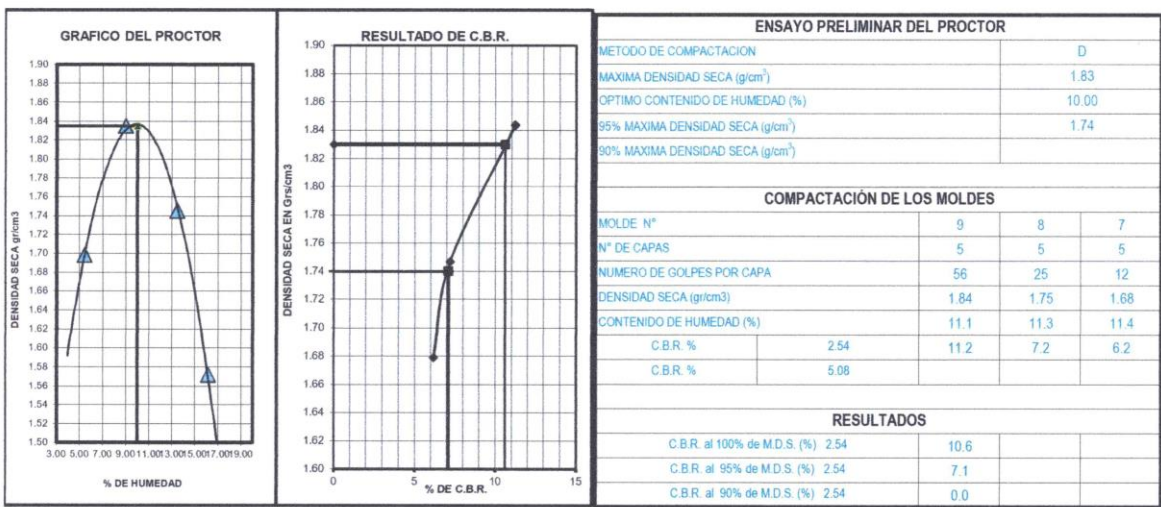 GRAFICO DEL PROCTOR
1.90
1.88
1.86
1.84
1.82
1.80
1.78
1.76
1.74
1.72
1.70
1.68
1.66
1.64
1.62
1.60
1.58
1.56
1.54
1.52
1.50
DENSIDAD SECA gr/cm3
3.00 5.00 7.00 9.00 11.00 13.00 15.00 17.00 19.00
% DE HUMEDAD
RESULTADO DE C.B.R.
1.90
1.88
1.86
1.84
1.82
1.80
1.78
1.76
1.74
1.72
1.70
1.68
1.66
1.64
1.62
1.60
DENSIDAD SECA EN Grs/cm3
0 5 10 15
% DE C.B.R.
ENSAYO PRELIMINAR DEL PROCTOR
METODO DE COMPACTACION D
MAXIMA DENSIDAD SECA (g/cm³) 1.83
OPTIMO CONTENIDO DE HUMEDAD (%) 10.00
95% MAXIMA DENSIDAD SECA (g/cm³) 1.74
90% MAXIMA DENSIDAD SECA (g/cm³)
COMPACTACIÓN DE LOS MOLDES
MOLDE N° 9 8 7
N° DE CAPAS 5 5 5
NUMERO DE GOLPES POR CAPA 56 25 12
DENSIDAD SECA (gr/cm3) 1.84 1.75 1.68
CONTENIDO DE HUMEDAD (%) 11.1 11.3 11.4
C.B.R. % 2.54 11.2 7.2 6.2
C.B.R. % 5.08
RESULTADOS
C.B.R. al 100% de M.D.S. (%) 2.54 10.6
C.B.R. al 95% de M.D.S. (%) 2.54 7.1
C.B.R. al 90% de M.D.S. (%) 2.54 0.0